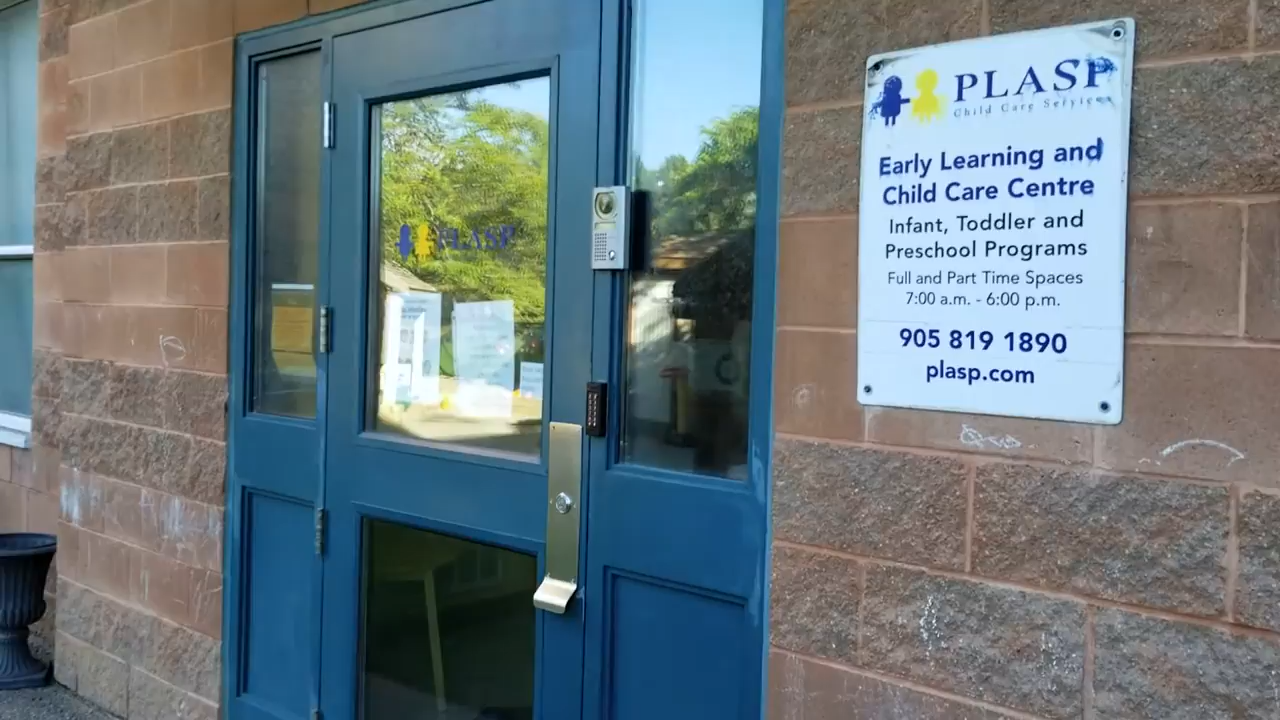 PLASP
PLASP
Child Care Services
Early Learning and
Child Care Centre
Infant, Toddler and
Preschool Programs
Full and Part Time Spaces
7:00 a.m. - 6:00 p.m.
905 819 1890
plasp.com